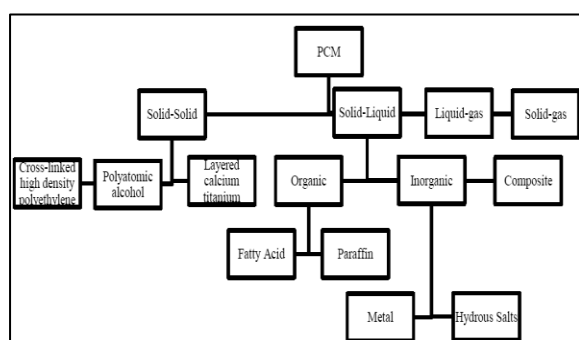 PCM
Solid-Solid
Solid-Liquid
Liquid-gas
Solid-gas
Cross-linked
high density
polyethylene
Polyatomic
alcohol
Layered
calcium
titanium
Organic
Inorganic
Composite
Fatty Acid
Paraffin
Metal
Hydrous Salts